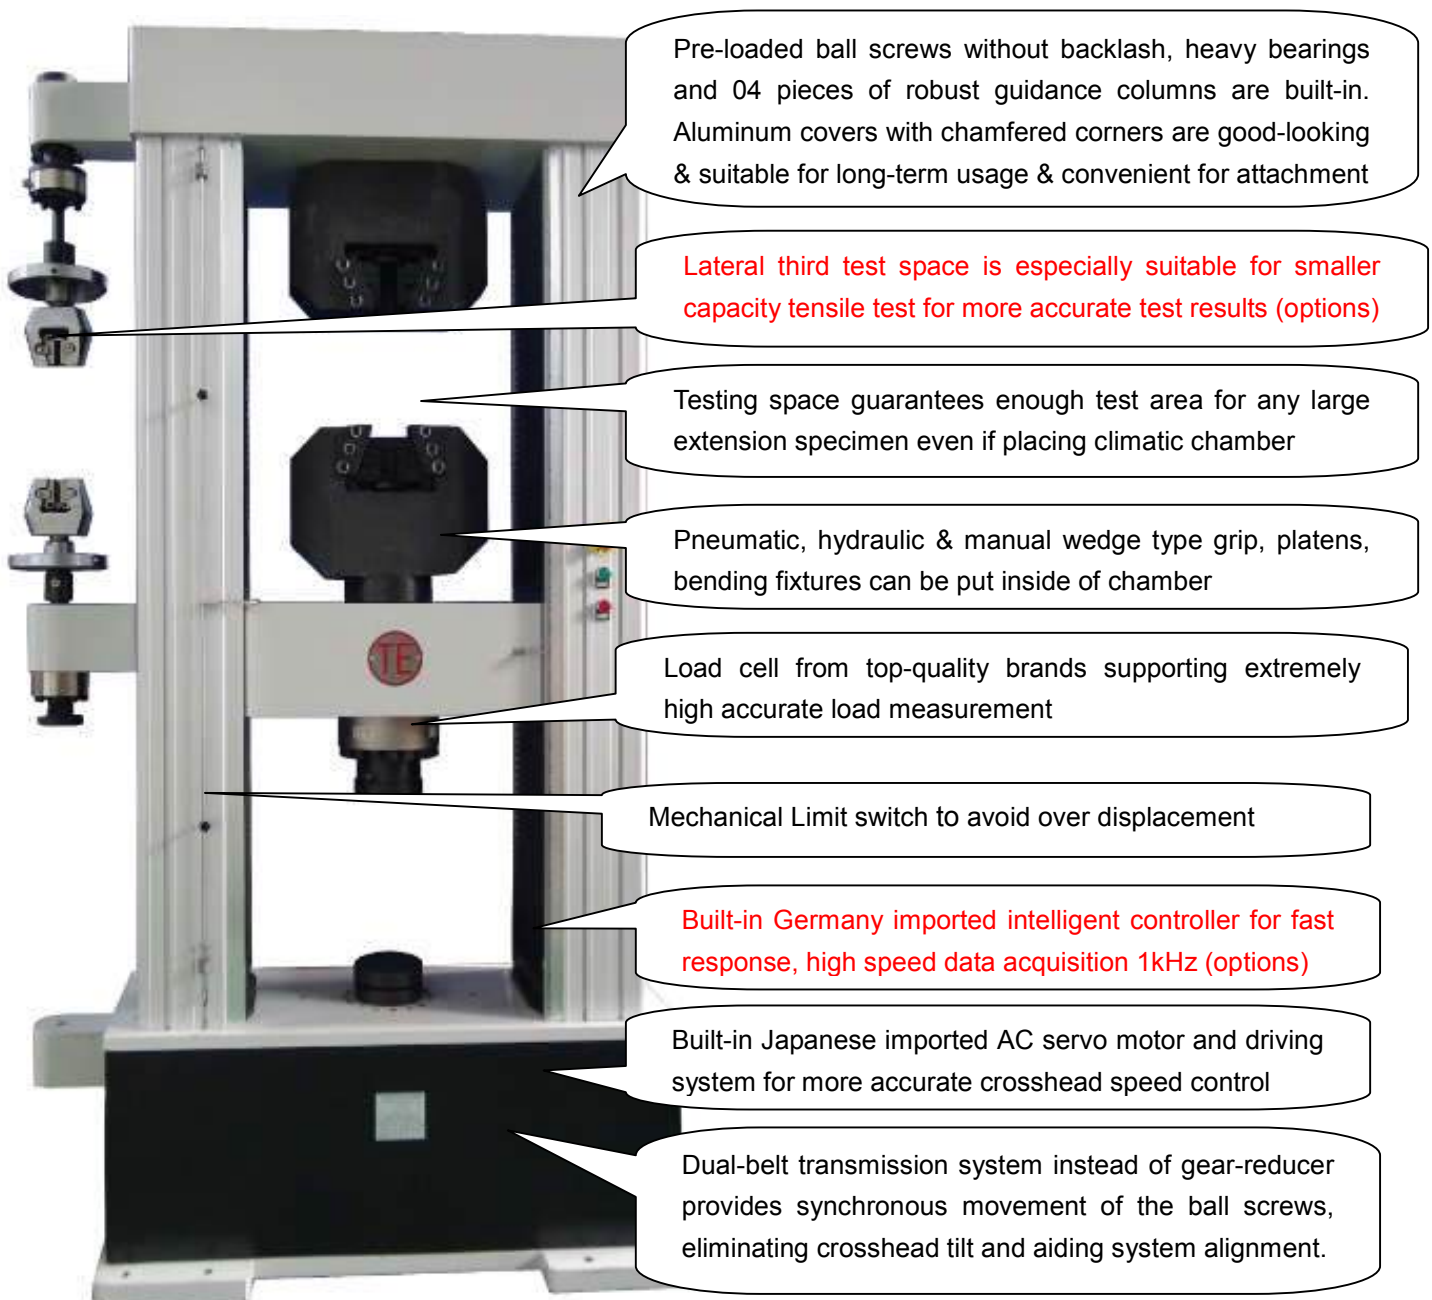 Pre-loaded ball screws without backlash, heavy bearings
and 04 pieces of robust guidance columns are built-in.
Aluminum covers with chamfered corners are good-looking
& suitable for long-term usage & convenient for attachment
Lateral third test space is especially suitable for smaller
capacity tensile test for more accurate test results (options)
Testing space guarantees enough test area for any large
extension specimen even if placing climatic chamber
Pneumatic, hydraulic & manual wedge type grip, platens,
bending fixtures can be put inside of chamber
TE
Load cell from top-quality brands supporting extremely
high accurate load measurement
Mechanical Limit switch to avoid over displacement
Built-in Germany imported intelligent controller for fast
response, high speed data acquisition 1kHz (options)
Built-in Japanese imported AC servo motor and driving
system for more accurate crosshead speed control
Dual-belt transmission system instead of gear-reducer
provides synchronous movement of the ball screws,
eliminating crosshead tilt and aiding system alignment.